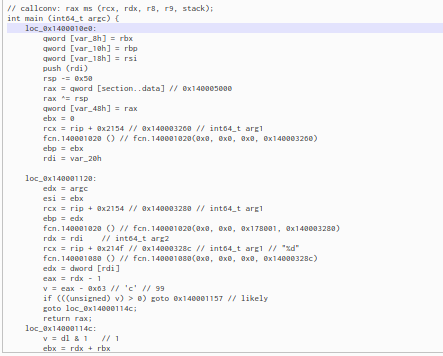 // callconv: rax ms (rcx, rdx, r8, r9, stack);
int main (int64_t argc) {
loc_0x1400010e0:
qword [var_8h] = rbx
qword [var_10h] = rbp
qword [var_18h] = rsi
push (rdi)
rsp -= 0x50
rax = qword [section..data] // 0x140005000
rax ^= rsp
qword [var_48h] = rax
ebx = 0
rcx = rip + 0x2154 // 0x140003260 // int64_t arg1
fcn.140001020 () // fcn.140001020(0x0, 0x0, 0x0, 0x140003260)
ebp = ebx
rdi = var_20h
loc_0x140001120:
edx = argc
esi = ebx
rcx = rip + 0x2154 // 0x140003280 // int64_t arg1
ebp = edx
fcn.140001020 () // fcn.140001020(0x0, 0x0, 0x178001, 0x140003280)
rdx = rdi // int64_t arg2
rcx = rip + 0x214f // 0x14000328c // int64_t arg1 // "%d"
fcn.140001080 () // fcn.140001080(0x0, 0x0, 0x0, 0x14000328c)
edx = dword [rdi]
eax = rdx - 1
v = eax - 0x63 // 'c' // 99
if (((unsigned) v) > 0) goto 0x140001157 // likely
goto loc_0x14000114c;
return rax;
loc_0x14000114c:
v = dl & 1 // 1
ebx = rdx + rbx